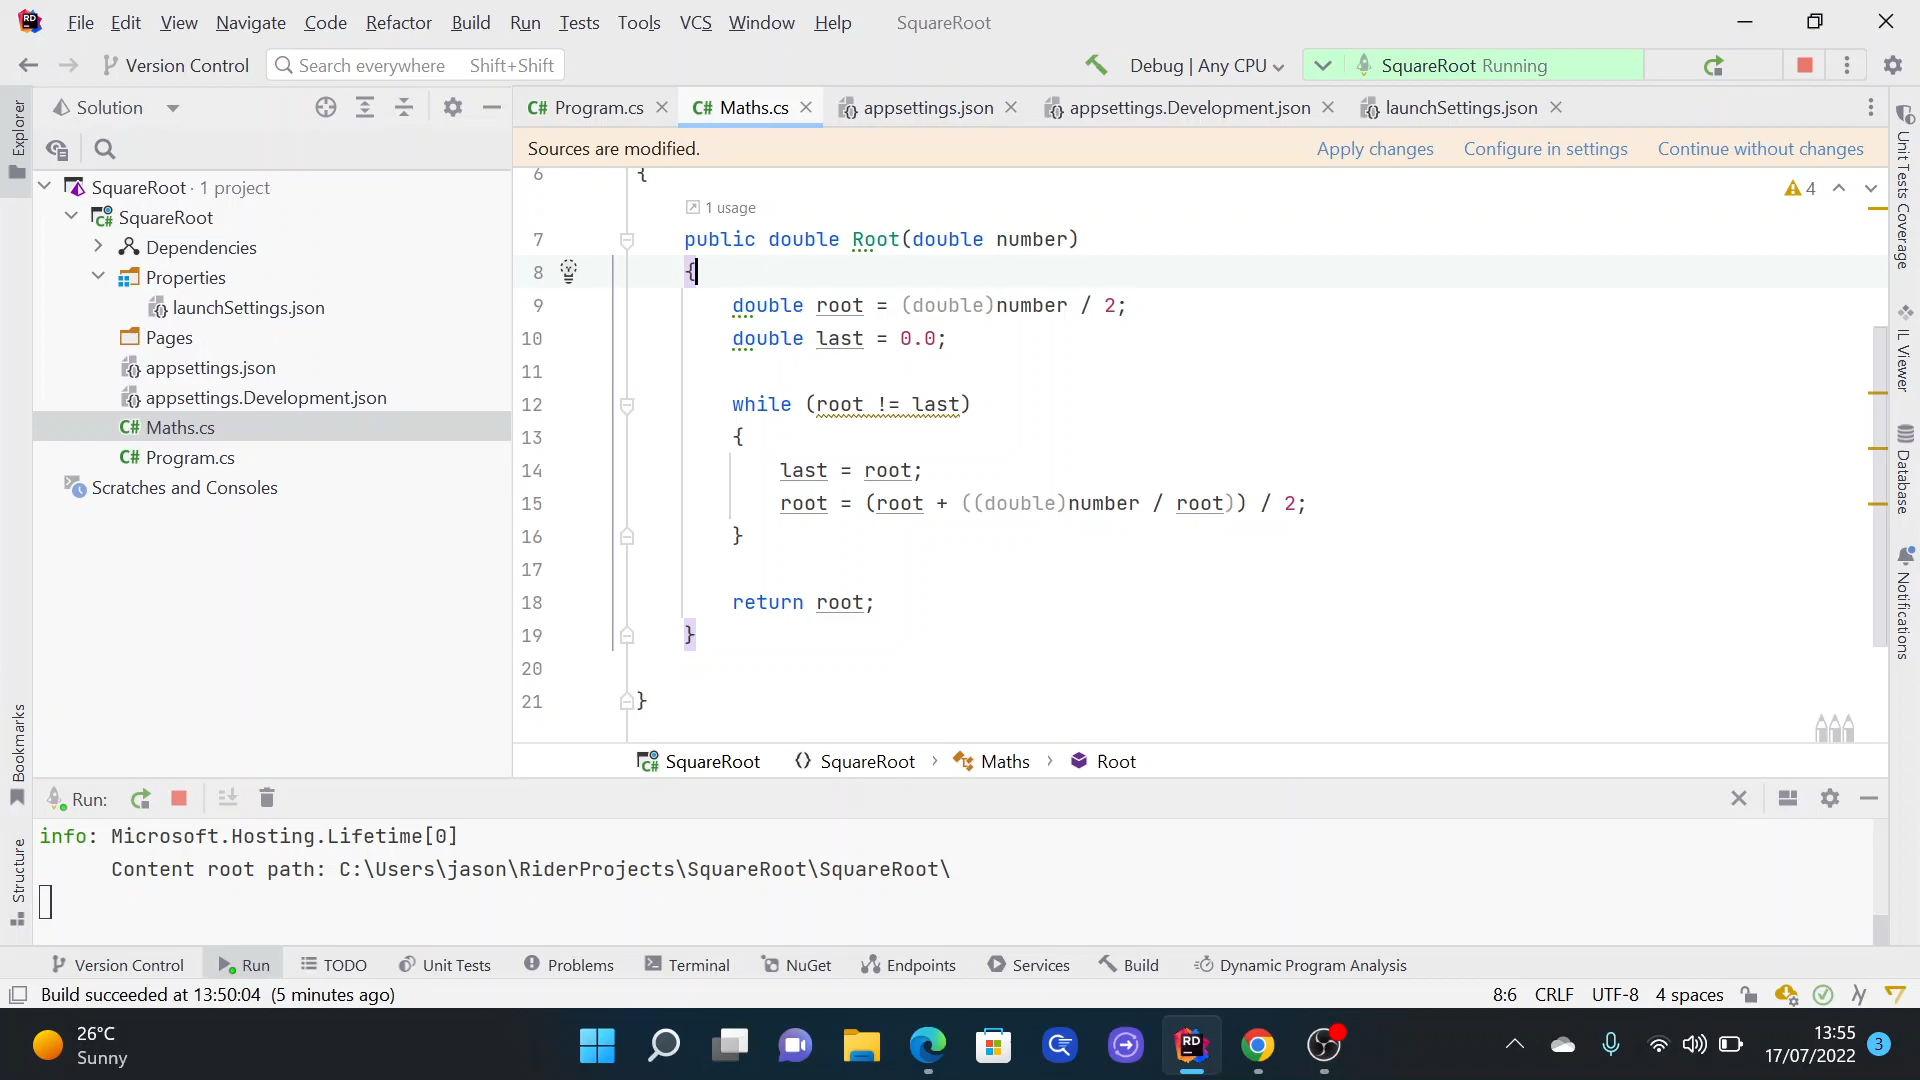 RD File Edit View Navigate Code Refactor Build Run Tests Tools VCS Window Help SquareRoot
Version Control Search everywhere Shift+Shift Debug | Any CPU SquareRoot Running
Explorer
Solution
C# Program.cs C# Maths.cs appsettings.json appsettings.Development.json launchSettings.json
Sources are modified. Apply changes Configure in settings Continue without changes
SquareRoot · 1 project
C# SquareRoot
Dependencies
Properties
launchSettings.json
Pages
appsettings.json
appsettings.Development.json
C# Maths.cs
C# Program.cs
Scratches and Consoles
4
6 {
1 usage
7 public double Root(double number)
8 {
9 double root = (double)number / 2;
10 double last = 0.0;
11
12 while (root != last)
13 {
14 last = root;
15 root = (root + ((double)number / root)) / 2;
16 }
17
18 return root;
19 }
20
21 }
C# SquareRoot SquareRoot › Maths › Root
Unit Tests Coverage
IL Viewer
Database
Notifications
Bookmarks
Structure
Run:
info: Microsoft.Hosting.Lifetime[0]
Content root path: C:\Users\jason\RiderProjects\SquareRoot\SquareRoot\
Version Control Run TODO Unit Tests Problems Terminal NuGet Endpoints Services Build Dynamic Program Analysis
Build succeeded at 13:50:04 (5 minutes ago) 8:6 CRLF UTF-8 4 spaces
26°C
Sunny
RD
13:55
17/07/2022
3